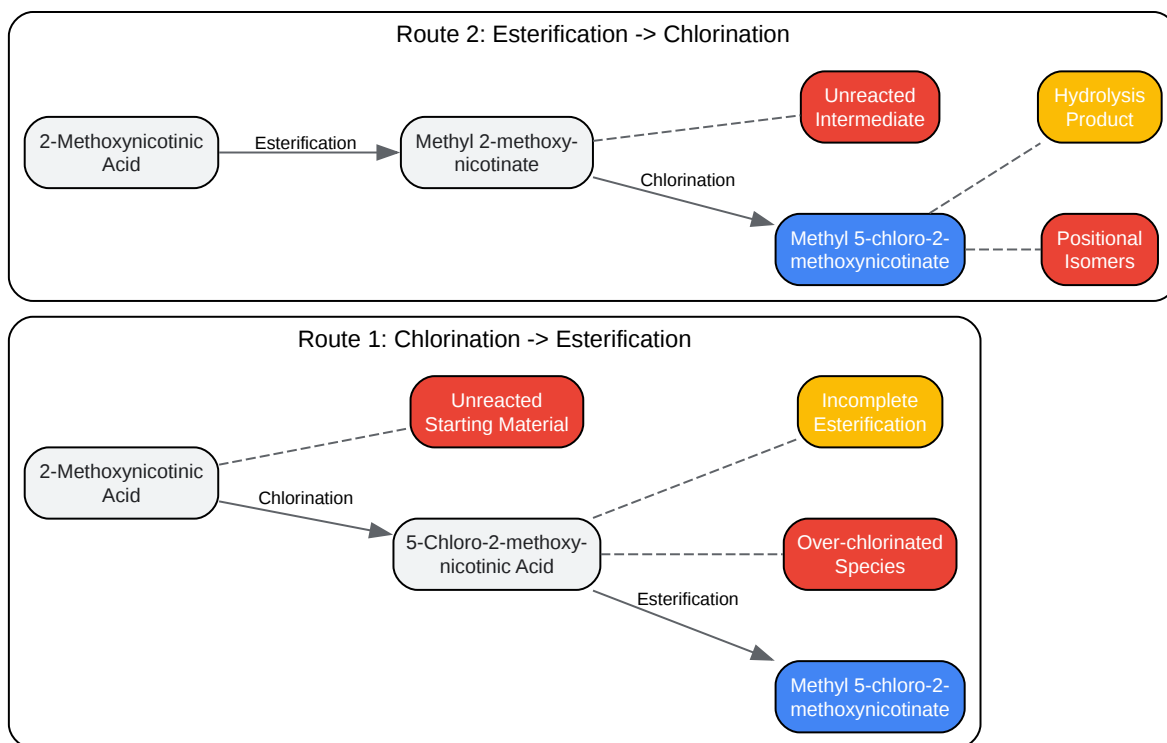 Route 2: Esterification -> Chlorination
2-Methoxynicotinic
Acid
Esterification
Methyl 2-methoxy-
nicotinate
Unreacted
Intermediate
Hydrolysis
Product
Chlorination
Methyl 5-chloro-2-
methoxynicotinate
Positional
Isomers
Route 1: Chlorination -> Esterification
2-Methoxynicotinic
Acid
Unreacted
Starting Material
Incomplete
Esterification
Chlorination
5-Chloro-2-methoxy-
nicotinic Acid
Over-chlorinated
Species
Esterification
Methyl 5-chloro-2-
methoxynicotinate